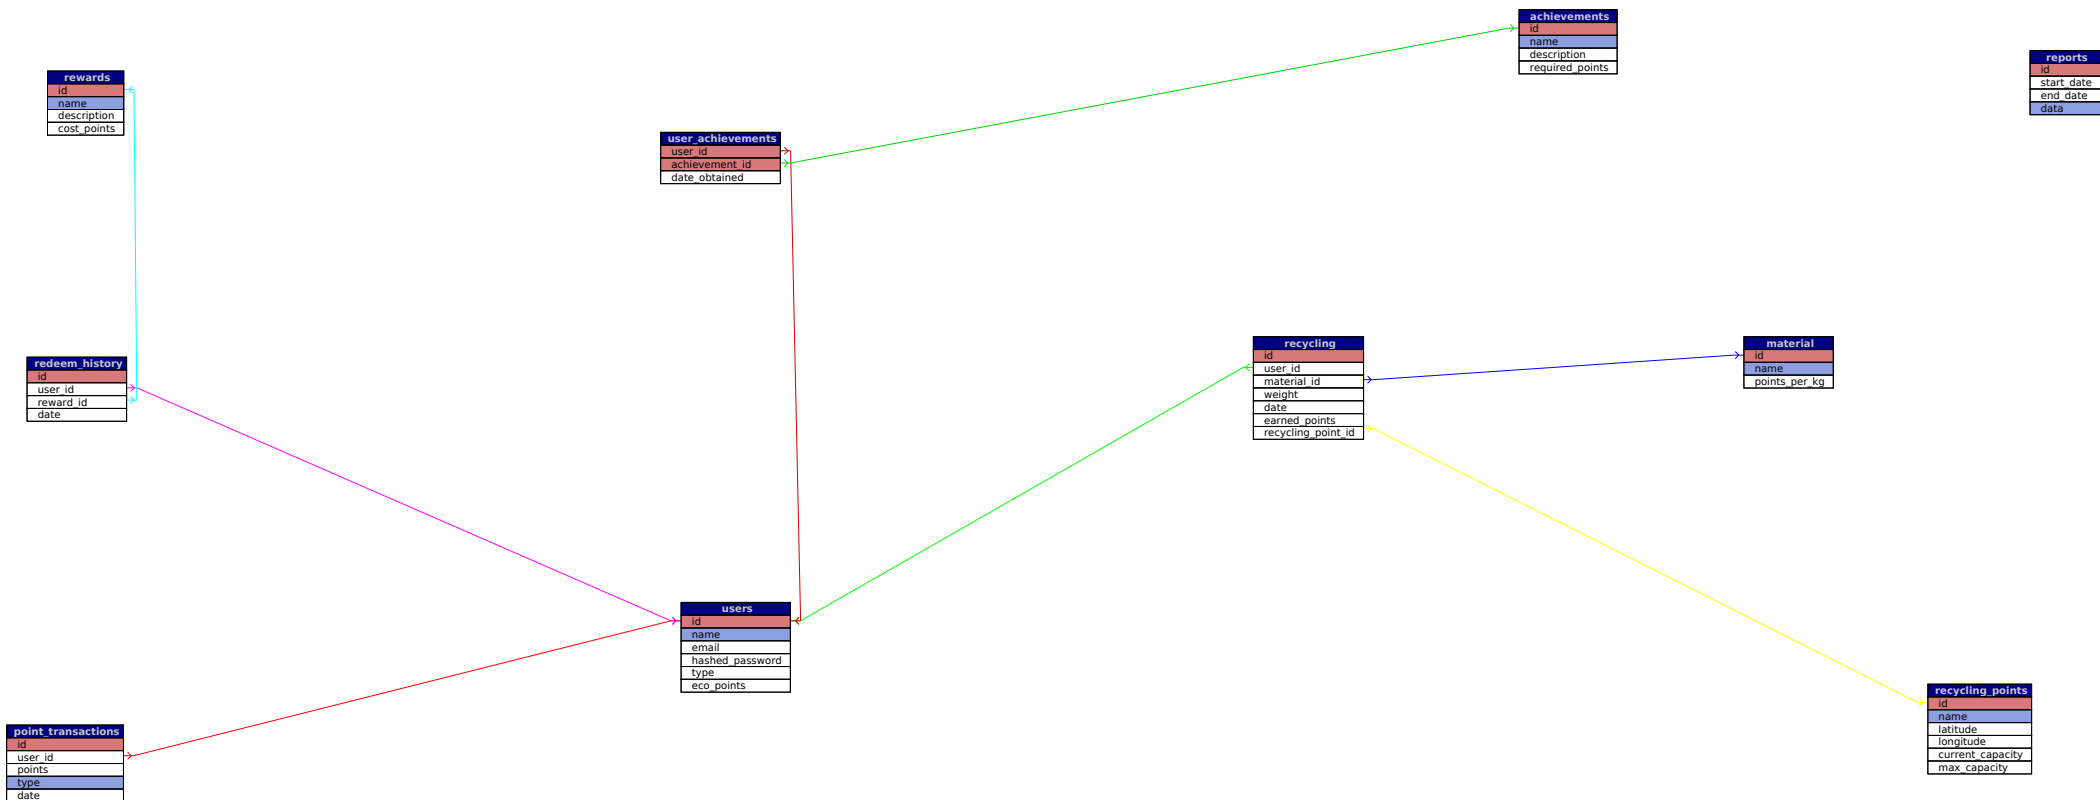 achievements
id
name
description
required_points
reports
id
start_date
end_date
data
rewards
id
name
description
cost_points
user_achievements
user_id
achievement_id
date_obtained
recycling
id
user_id
material_id
weight
date
earned_points
recycling_point_id
material
id
name
points_per_kg
redeem_history
id
user_id
reward_id
date
users
id
name
email
hashed_password
type
eco_points
recycling_points
id
name
latitude
longitude
current_capacity
max_capacity
point_transactions
id
user_id
points
type
date